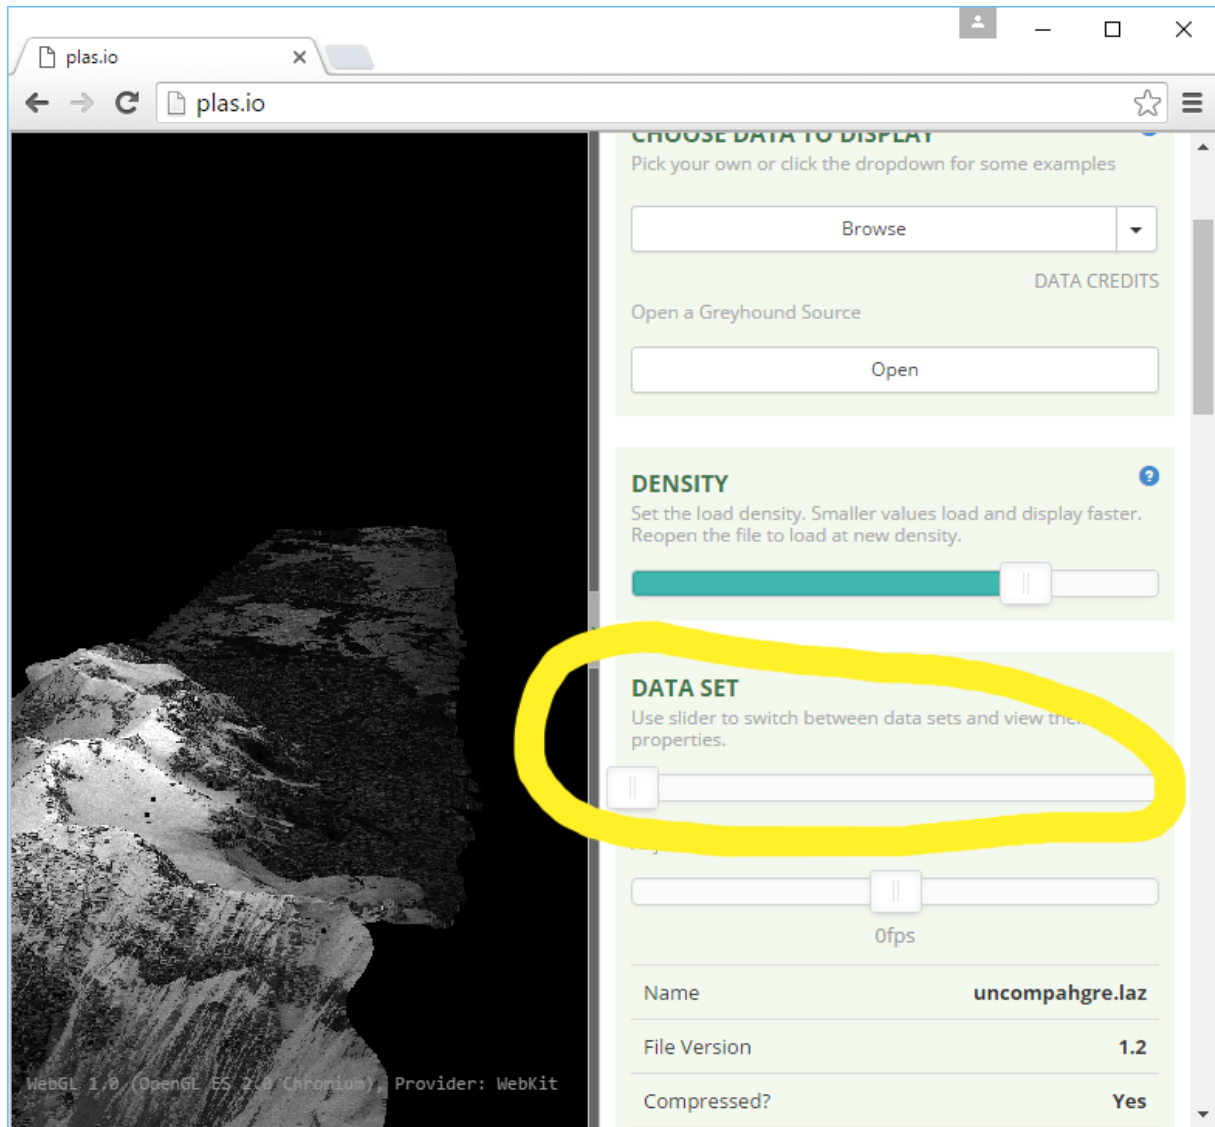 plas.io
plas.io
CHOOSE DATA TO DISPLAY
Pick your own or click the dropdown for some examples
Browse
DATA CREDITS
Open a Greyhound Source
Open
DENSITY
Set the load density. Smaller values load and display faster.
Reopen the file to load at new density.
DATA SET
Use slider to switch between data sets and view
properties.
0fps
Name uncompahgre.laz
File Version 1.2
Compressed? Yes
WebGL 1.0 (OpenGL ES 2.0 Chromium), Provider: WebKit